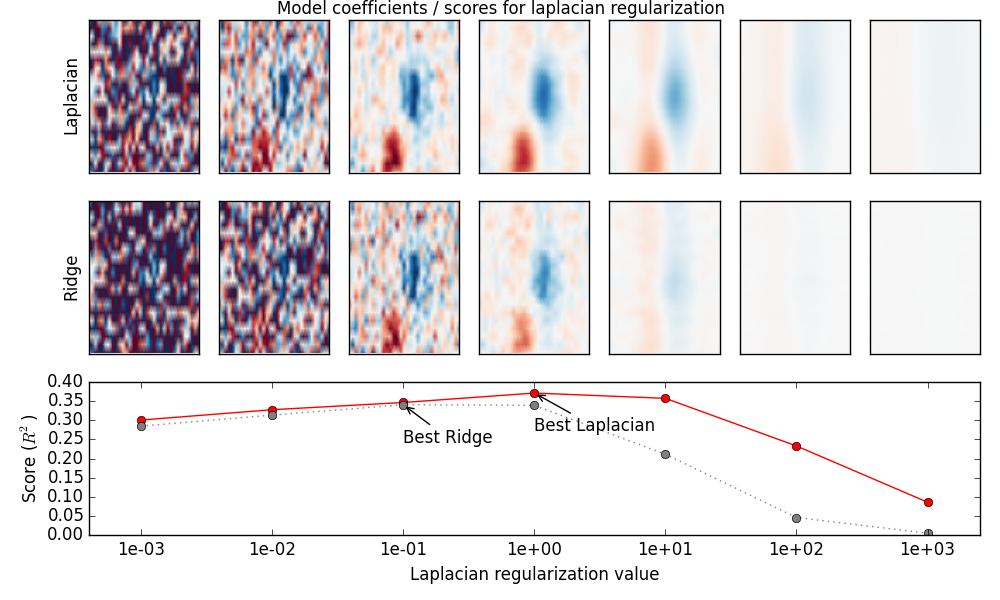 Model coefficients / scores for laplacian regularization
Laplacian
Ridge
Score (R²)
0.40
0.35
0.30
0.25
0.20
0.15
0.10
0.05
0.00
Best Ridge
Best Laplacian
1e-03 1e-02 1e-01 1e+00 1e+01 1e+02 1e+03
Laplacian regularization value